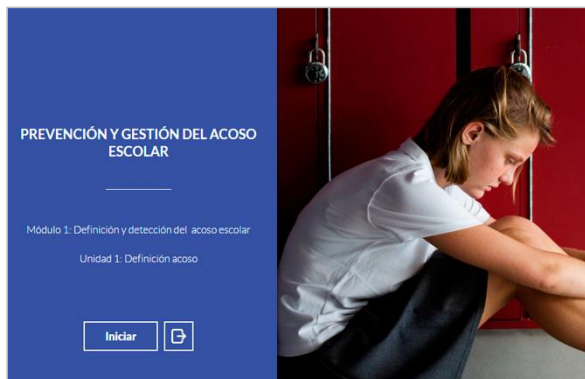 PREVENCIÓN Y GESTIÓN DEL ACOSO
ESCOLAR
Módulo 1: Definición y detección del acoso escolar
Unidad 1: Definición acoso
Iniciar